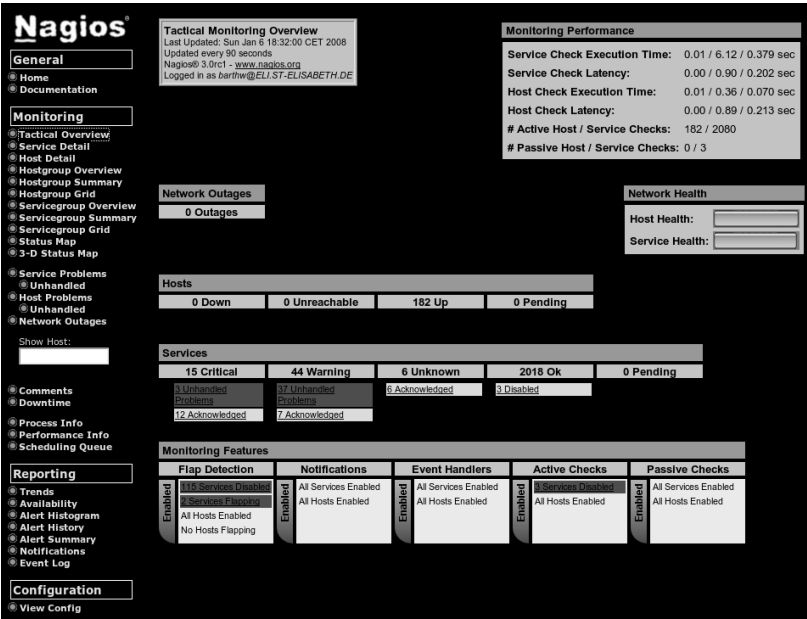 Nagios®
General
Home
Documentation
Monitoring
Tactical Overview
Service Detail
Host Detail
Hostgroup Overview
Hostgroup Summary
Hostgroup Grid
Servicegroup Overview
Servicegroup Summary
Servicegroup Grid
Status Map
3-D Status Map
Service Problems
Unhandled
Host Problems
Unhandled
Network Outages
Show Host:
Comments
Downtime
Process Info
Performance Info
Scheduling Queue
Reporting
Trends
Availability
Alert Histogram
Alert History
Alert Summary
Notifications
Event Log
Configuration
View Config
Tactical Monitoring Overview
Last Updated: Sun Jan 6 18:32:00 CET 2008
Updated every 90 seconds
Nagios® 3.0rc1 - www.nagios.org
Logged in as barthw@ELI.ST-ELISABETH.DE
Monitoring Performance
Service Check Execution Time: 0.01 / 6.12 / 0.379 sec
Service Check Latency: 0.00 / 0.90 / 0.202 sec
Host Check Execution Time: 0.01 / 0.36 / 0.070 sec
Host Check Latency: 0.00 / 0.89 / 0.213 sec
# Active Host / Service Checks: 182 / 2080
# Passive Host / Service Checks: 0 / 3
Network Outages
0 Outages
Network Health
Host Health:
Service Health:
Hosts
0 Down 0 Unreachable 182 Up 0 Pending
Services
15 Critical 44 Warning 6 Unknown 2018 Ok 0 Pending
3 Unhandled Problems 37 Unhandled Problems 6 Acknowledged 3 Disabled
12 Acknowledged 7 Acknowledged
Monitoring Features
Flap Detection Notifications Event Handlers Active Checks Passive Checks
Enabled
115 Services Disabled
2 Services Flapping
All Hosts Enabled
No Hosts Flapping
Enabled
All Services Enabled
All Hosts Enabled
Enabled
All Services Enabled
All Hosts Enabled
Enabled
3 Services Disabled
All Hosts Enabled
Enabled
All Services Enabled
All Hosts Enabled